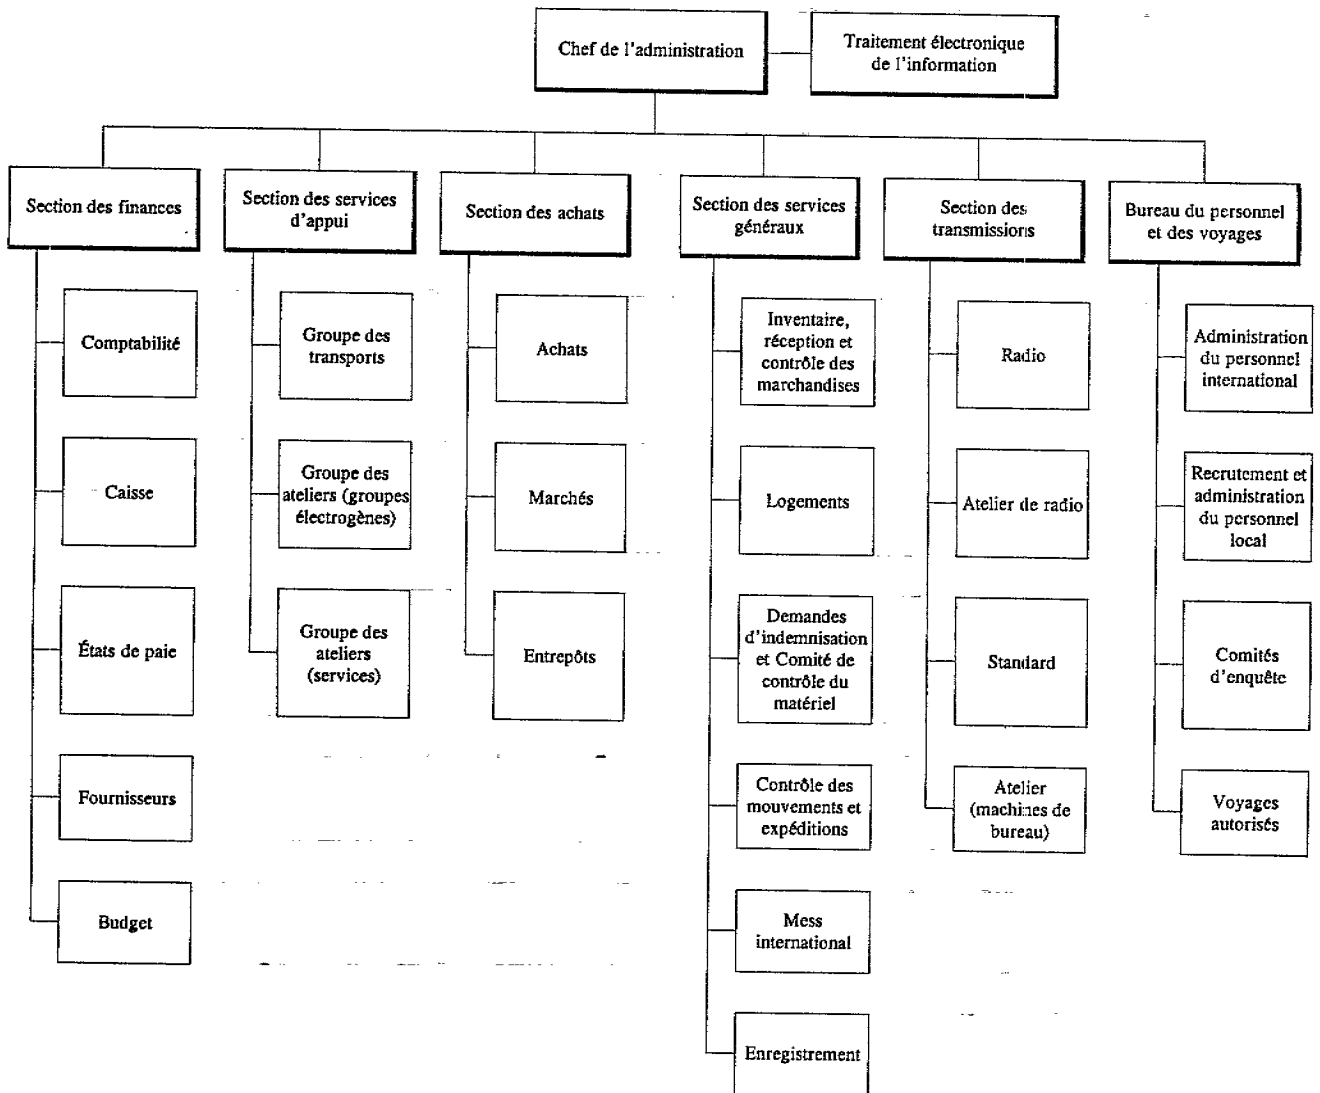 Chef de l'administration
Traitement électronique
de l'information
Section des finances
Section des services
d'appui
Section des achats
Section des services
généraux
Section des
transmissions
Bureau du personnel
et des voyages
Comptabilité
Caisse
États de paie
Fournisseurs
Budget
Groupe des
transports
Groupe des
ateliers (groupes
électrogènes)
Groupe des
ateliers
(services)
Achats
Marchés
Entrepôts
Inventaire,
réception et
contrôle des
marchandises
Logements
Demandes
d'indemnisation
et Comité de
contrôle du
matériel
Contrôle des
mouvements et
expéditions
Mess
international
Enregistrement
Radio
Atelier de radio
Standard
Atelier
(machines de
bureau)
Administration
du personnel
international
Recrutement et
administration
du personnel
local
Comités
d'enquête
Voyages
autorisés